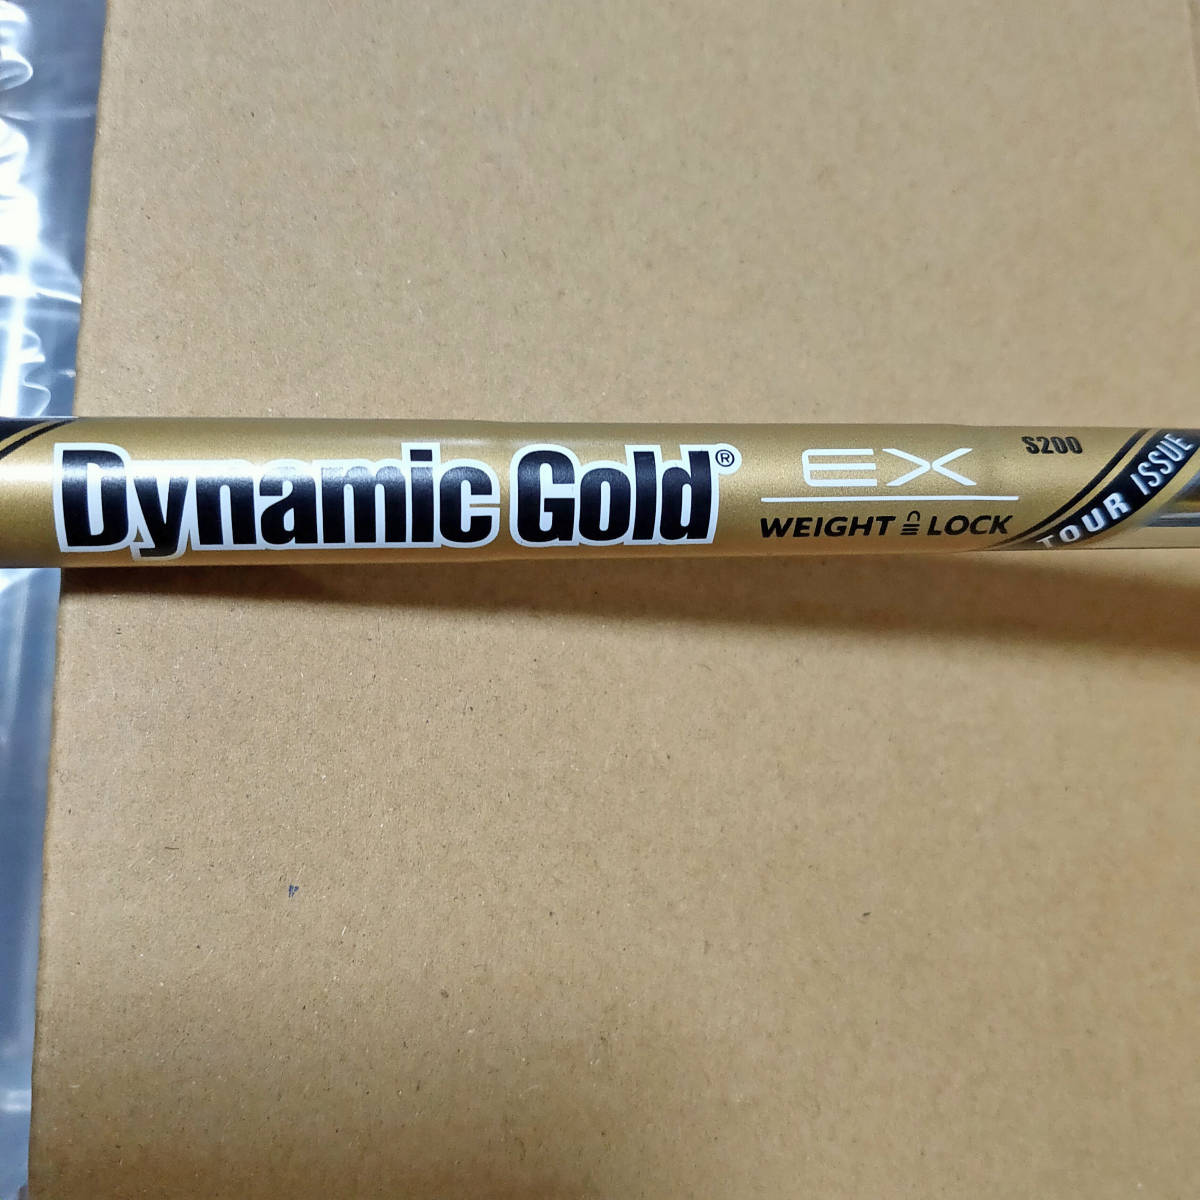 Dynamic Gold®
EX
WEIGHT LOCK
S200
TOUR ISSUE